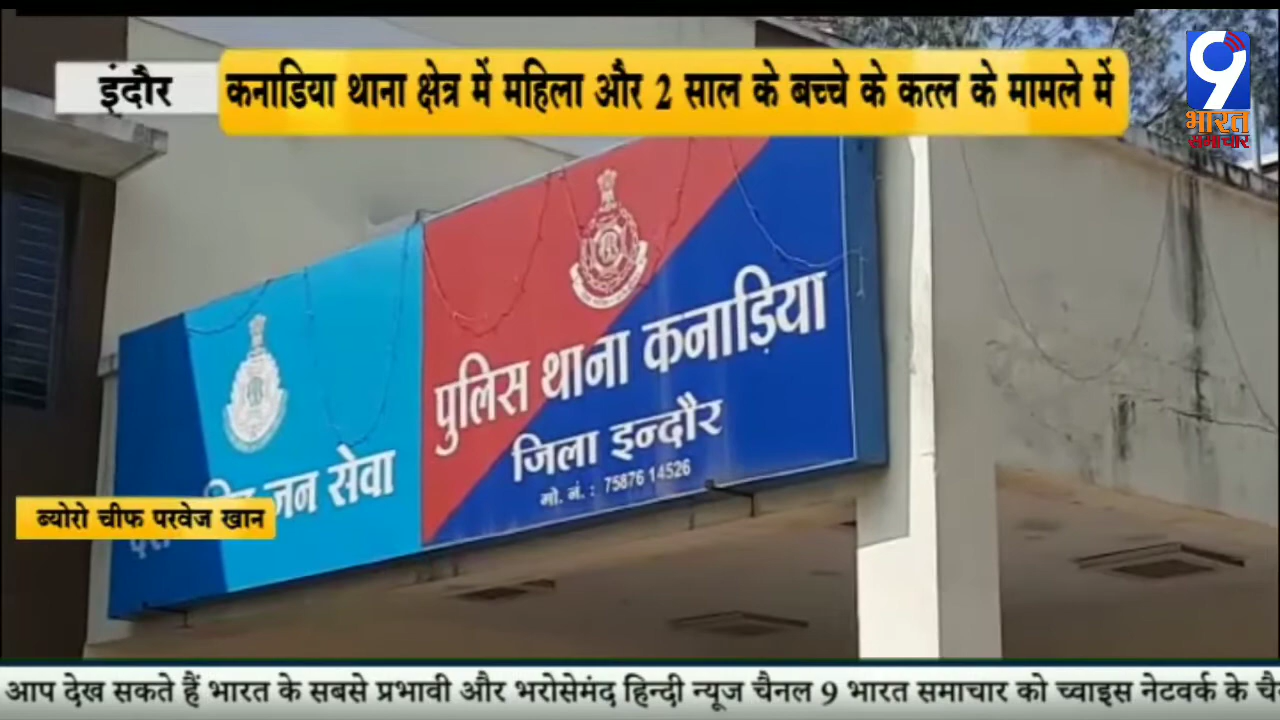 इंदौर
कनाडिया थाना क्षेत्र में महिला और 2 साल के बच्चे के कत्ल के मामले में
9
भारत
समाचार
पुलिस थाना कनाड़िया
जिला इन्दौर
मो. नं. : 75876 14526
जन सेवा
ब्योरो चीफ परवेज खान
आप देख सकते हैं भारत के सबसे प्रभावी और भरोसेमंद हिन्दी न्यूज चैनल 9 भारत समाचार को च्वाइस नेटवर्क के